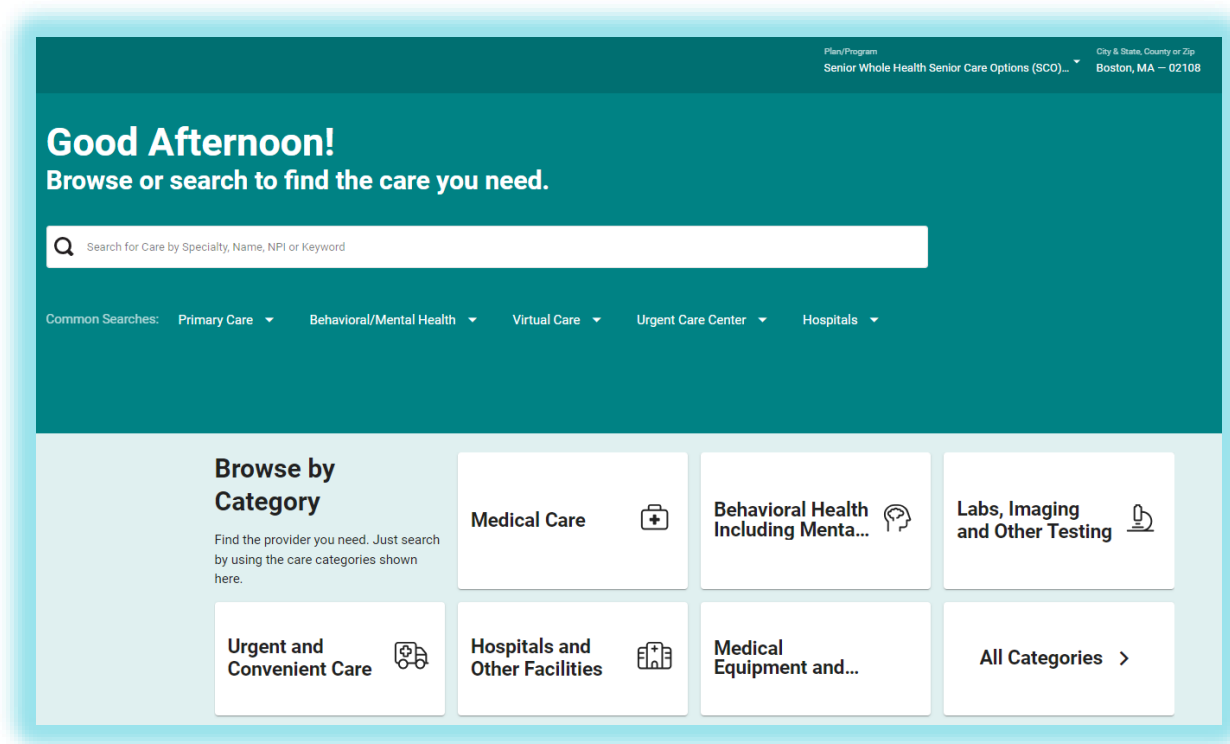 Plan/Program
Senior Whole Health Senior Care Options (SCO)...
City & State, County or Zip
Boston, MA — 02108
Good Afternoon!
Browse or search to find the care you need.
Search for Care by Specialty, Name, NPI or Keyword
Common Searches: Primary Care Behavioral/Mental Health Virtual Care Urgent Care Center Hospitals
Browse by
Category
Find the provider you need. Just search
by using the care categories shown
here.
Medical Care
Behavioral Health
Including Menta...
Labs, Imaging
and Other Testing
Urgent and
Convenient Care
Hospitals and
Other Facilities
Medical
Equipment and...
All Categories